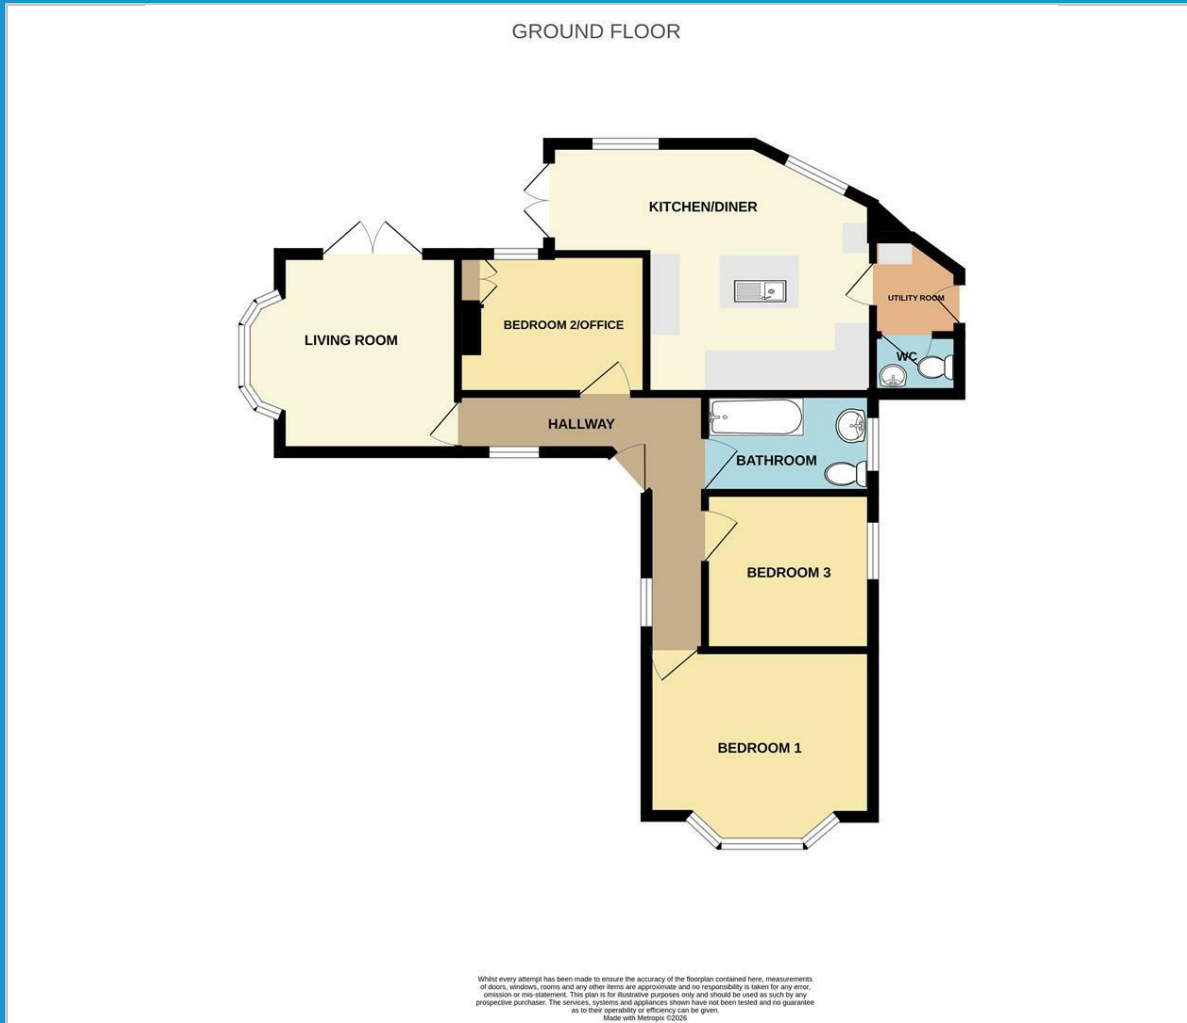 GROUND FLOOR
KITCHEN/DINER
UTILITY ROOM
BEDROOM 2/OFFICE
LIVING ROOM
WC
HALLWAY
BATHROOM
BEDROOM 3
BEDROOM 1
Whilst every attempt has been made to ensure the accuracy of the floorplan contained here, measurements
of doors, windows, rooms and any other items are approximate and no responsibility is taken for any error,
omission or mis-statement. This plan is for illustrative purposes only and should be used as such by any
prospective purchaser. The services, systems and appliances shown have not been tested and no guarantee
as to their operability or efficiency can be given.
Made with Metropix ©2026